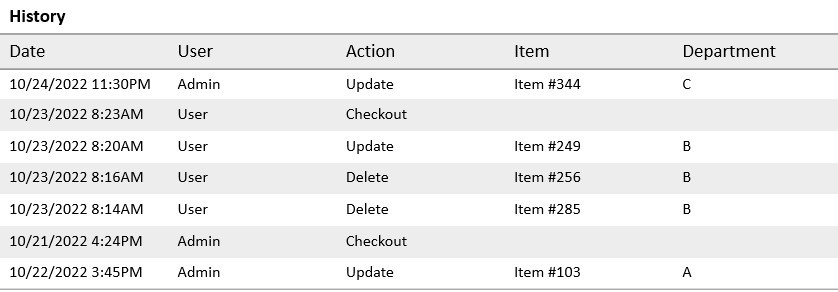 History
Date User Action Item Department
10/24/2022 11:30PM Admin Update Item #344 C
10/23/2022 8:23AM User Checkout
10/23/2022 8:20AM User Update Item #249 B
10/23/2022 8:16AM User Delete Item #256 B
10/23/2022 8:14AM User Delete Item #285 B
10/21/2022 4:24PM Admin Checkout
10/22/2022 3:45PM Admin Update Item #103 A